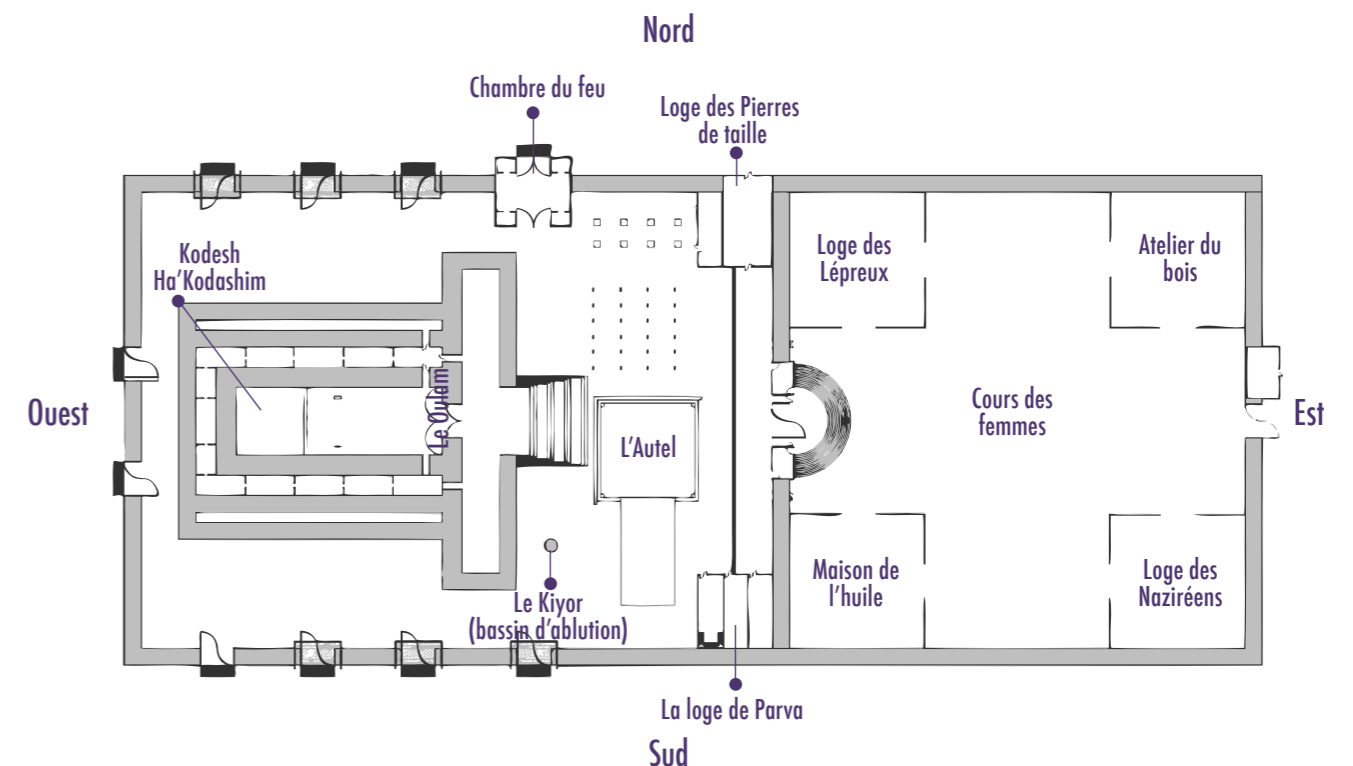 Nord
Chambre du feu
Loge des Pierres
de taille
Kodesh
Ha’Kodashim
Loge des
Lépreux
Atelier du
bois
Ouest
Le Oulam
L’Autel
Cours des
femmes
Est
Le Kiyor
(bassin d’ablution)
Maison de
l’huile
Loge des
Naziréens
La loge de Parva
Sud